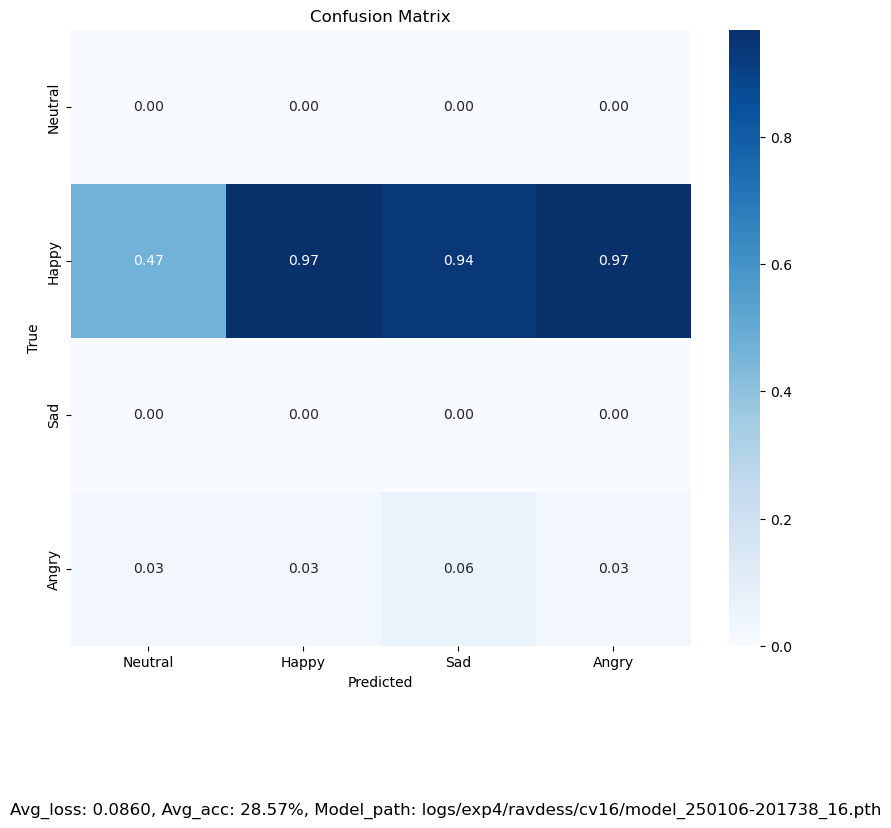 Confusion Matrix
Neutral
0.00 0.00 0.00 0.00
Happy
0.47 0.97 0.94 0.97
True
Sad
0.00 0.00 0.00 0.00
Angry
0.03 0.03 0.06 0.03
Neutral Happy Sad Angry
Predicted
0.8
0.6
0.4
0.2
0.0
Avg_loss: 0.0860, Avg_acc: 28.57%, Model_path: logs/exp4/ravdess/cv16/model_250106-201738_16.pth